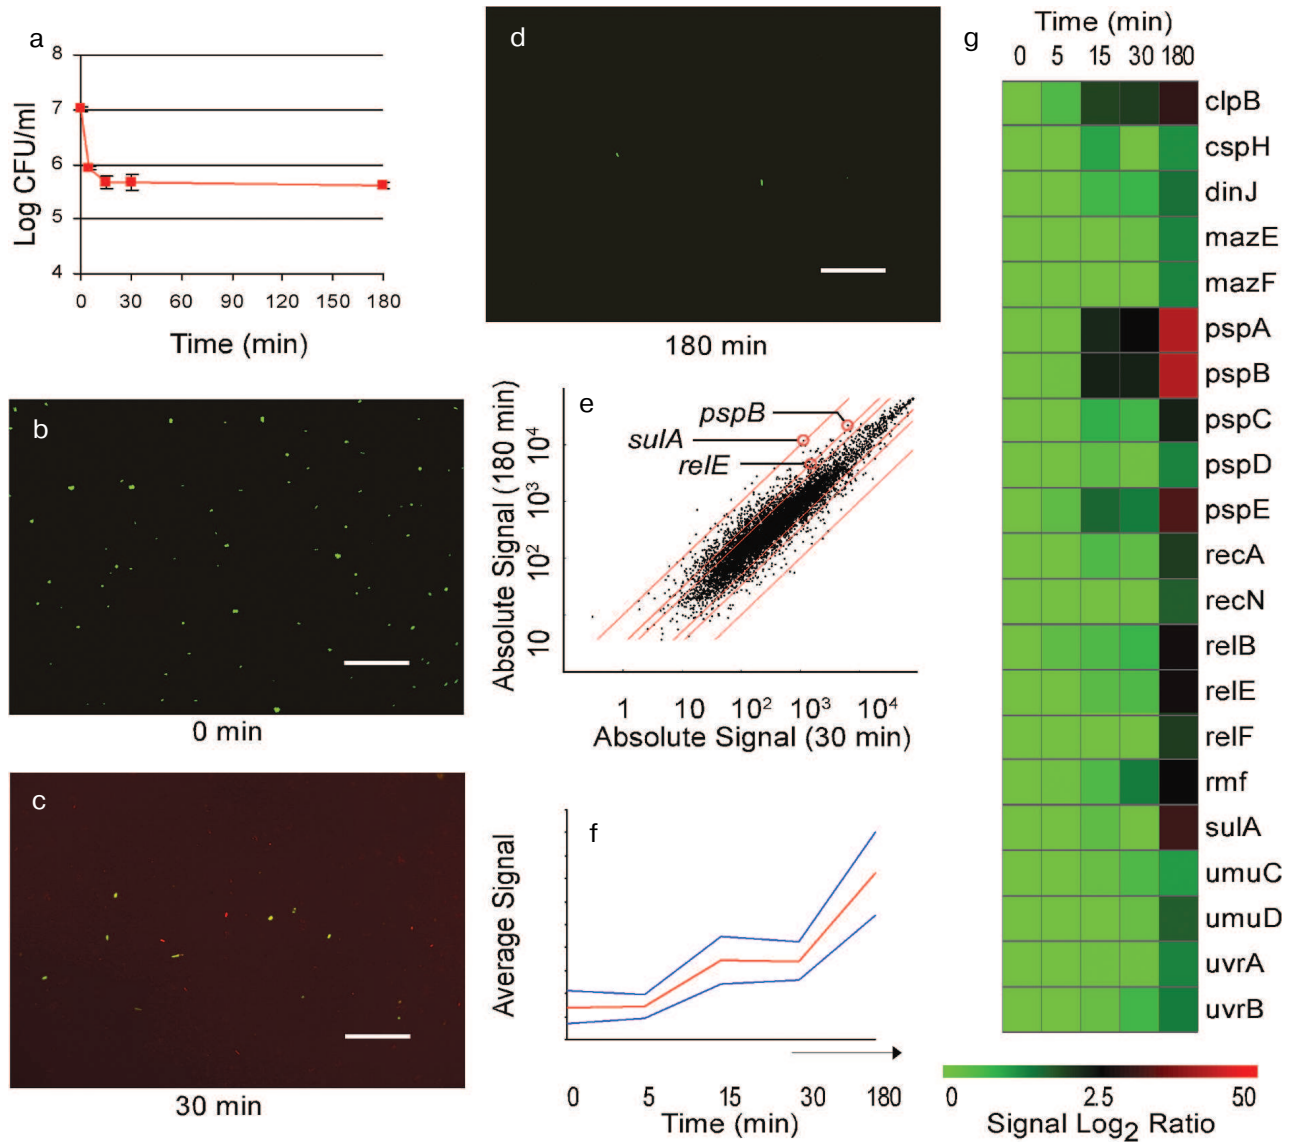 a
8
7
6
5
4
Log CFU/ml
0 30 60 90 120 150 180
Time (min)
b
0 min
c
30 min
d
180 min
e
pspB
sulA
relE
Absolute Signal (180 min)
10⁴
10³
10²
10
1 10 10² 10³ 10⁴
Absolute Signal (30 min)
f
Average Signal
0 5 15 30 180
Time (min)
g
Time (min)
0 5 15 30 180
clpB
cspH
dinJ
mazE
mazF
pspA
pspB
pspC
pspD
pspE
recA
recN
relB
relE
relF
rmf
sulA
umuC
umuD
uvrA
uvrB
0 2.5 50
Signal Log₂ Ratio